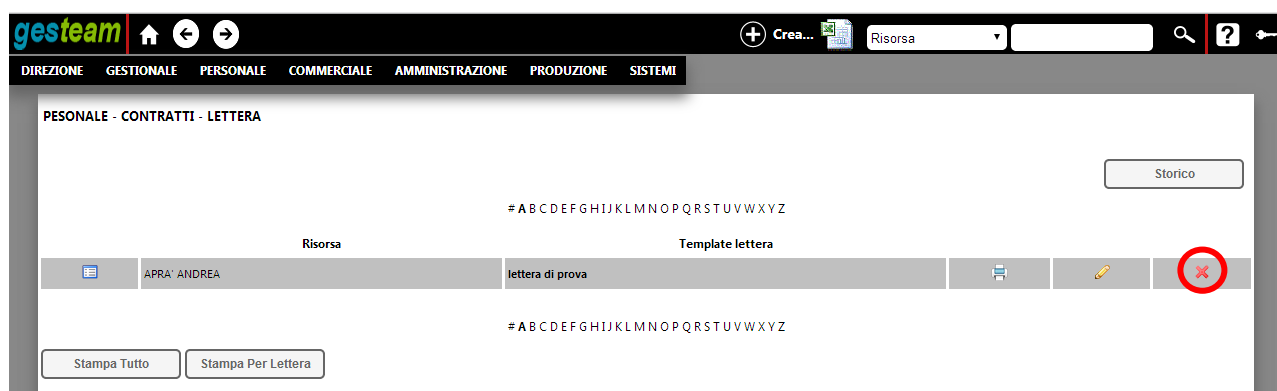 gesteam Crea... Risorsa ?
DIREZIONE GESTIONALE PERSONALE COMMERCIALE AMMINISTRAZIONE PRODUZIONE SISTEMI
PESONALE - CONTRATTI - LETTERA
Storico
# A B C D E F G H I J K L M N O P Q R S T U V W X Y Z
Risorsa Template lettera
APRA' ANDREA lettera di prova
# A B C D E F G H I J K L M N O P Q R S T U V W X Y Z
Stampa Tutto Stampa Per Lettera